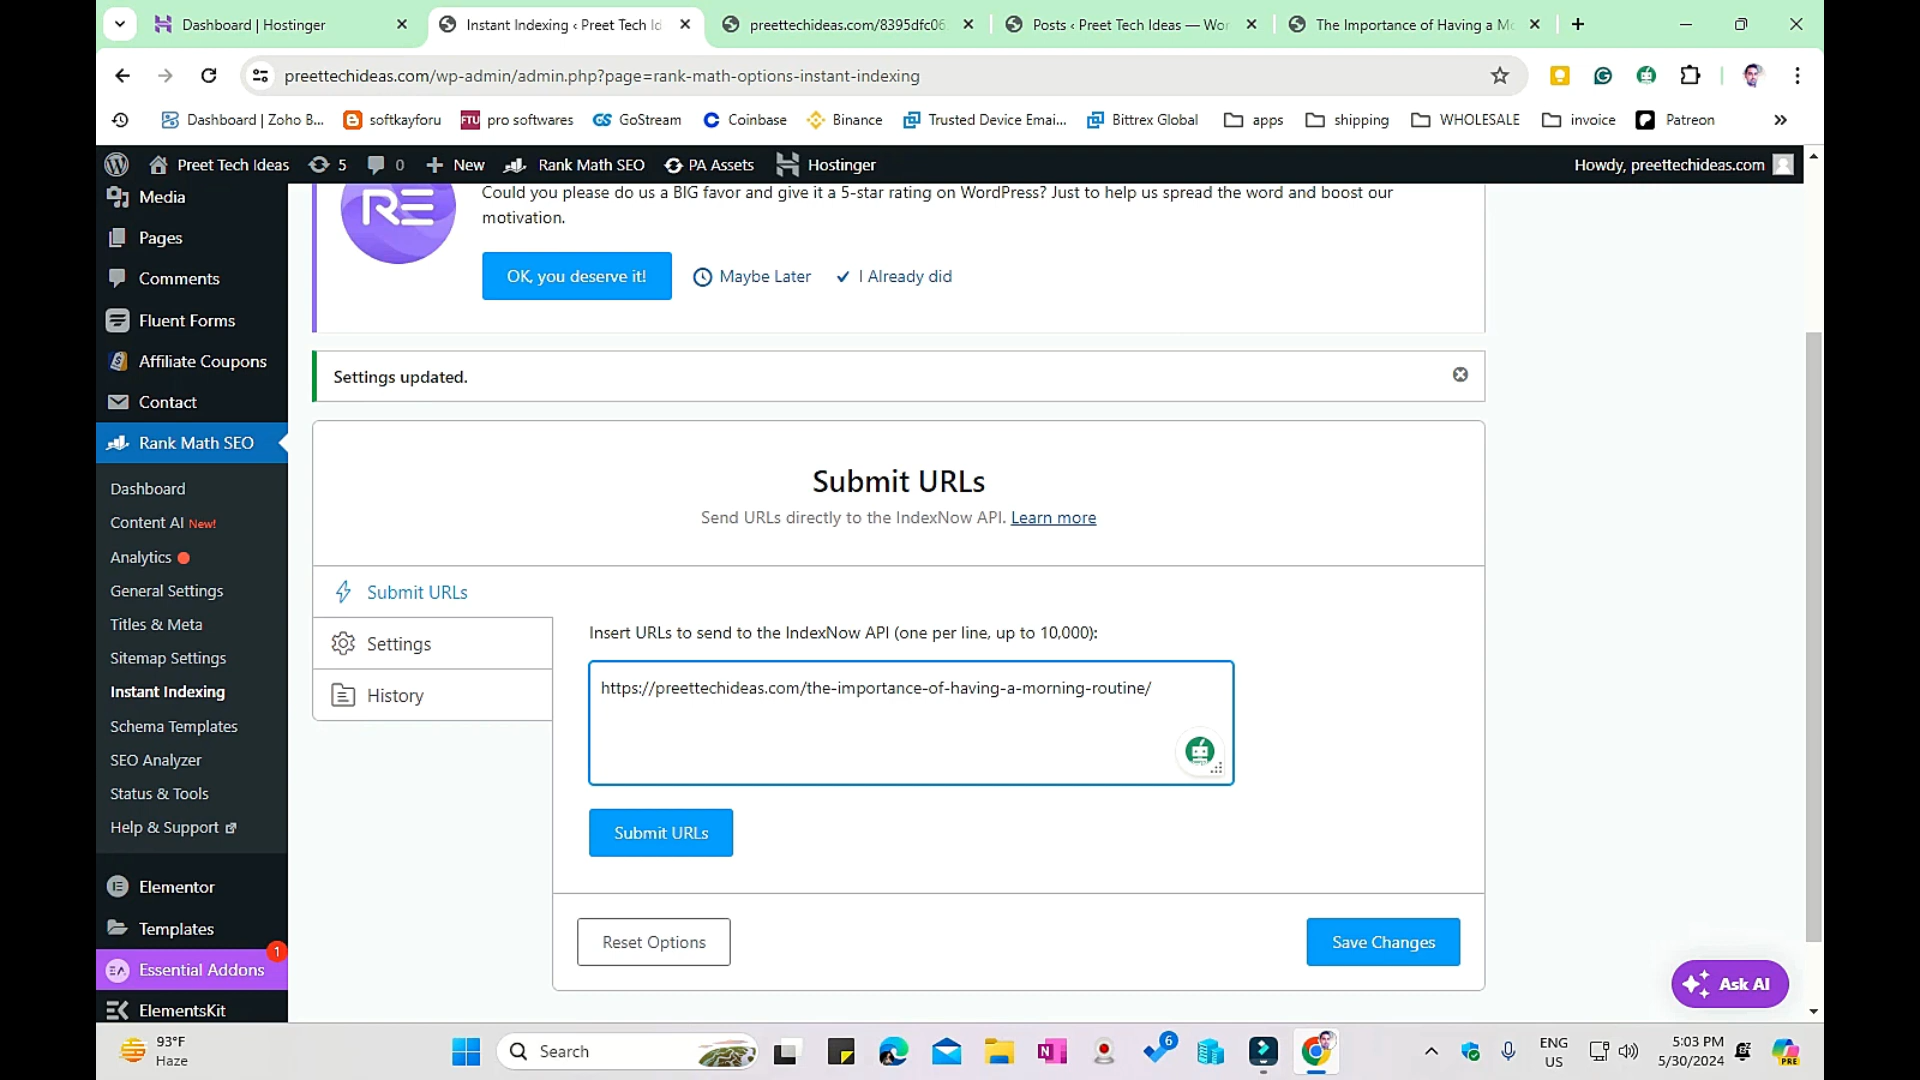 Dashboard | Hostinger
Instant Indexing ‹ Preet Tech Id
preettechideas.com/8395dfc06
Posts ‹ Preet Tech Ideas — Wor
The Importance of Having a Mo
preettechideas.com/wp-admin/admin.php?page=rank-math-options-instant-indexing
Dashboard | Zoho B...
softkayforu
FTU pro softwares
GS GoStream
Coinbase
Binance
Trusted Device Emai...
Bittrex Global
apps
shipping
WHOLESALE
invoice
Patreon
»
Preet Tech Ideas
5
0
New
Rank Math SEO
PA Assets
Hostinger
Howdy, preettechideas.com
Media
Pages
Comments
Fluent Forms
Affiliate Coupons
Contact
Rank Math SEO
Dashboard
Content AI New!
Analytics
General Settings
Titles & Meta
Sitemap Settings
Instant Indexing
Schema Templates
SEO Analyzer
Status & Tools
Help & Support
Elementor
Templates
1
EA Essential Addons
ElementsKit
RE
Could you please do us a BIG favor and give it a 5-star rating on WordPress? Just to help us spread the word and boost our
motivation.
OK, you deserve it!
Maybe Later
I Already did
Settings updated.
Submit URLs
Send URLs directly to the IndexNow API. Learn more
Submit URLs
Settings
History
Insert URLs to send to the IndexNow API (one per line, up to 10,000):
https://preettechideas.com/the-importance-of-having-a-morning-routine/
Submit URLs
Reset Options
Save Changes
Ask AI
93°F
Haze
Search
6
ENG
US
5:03 PM
5/30/2024
PRE